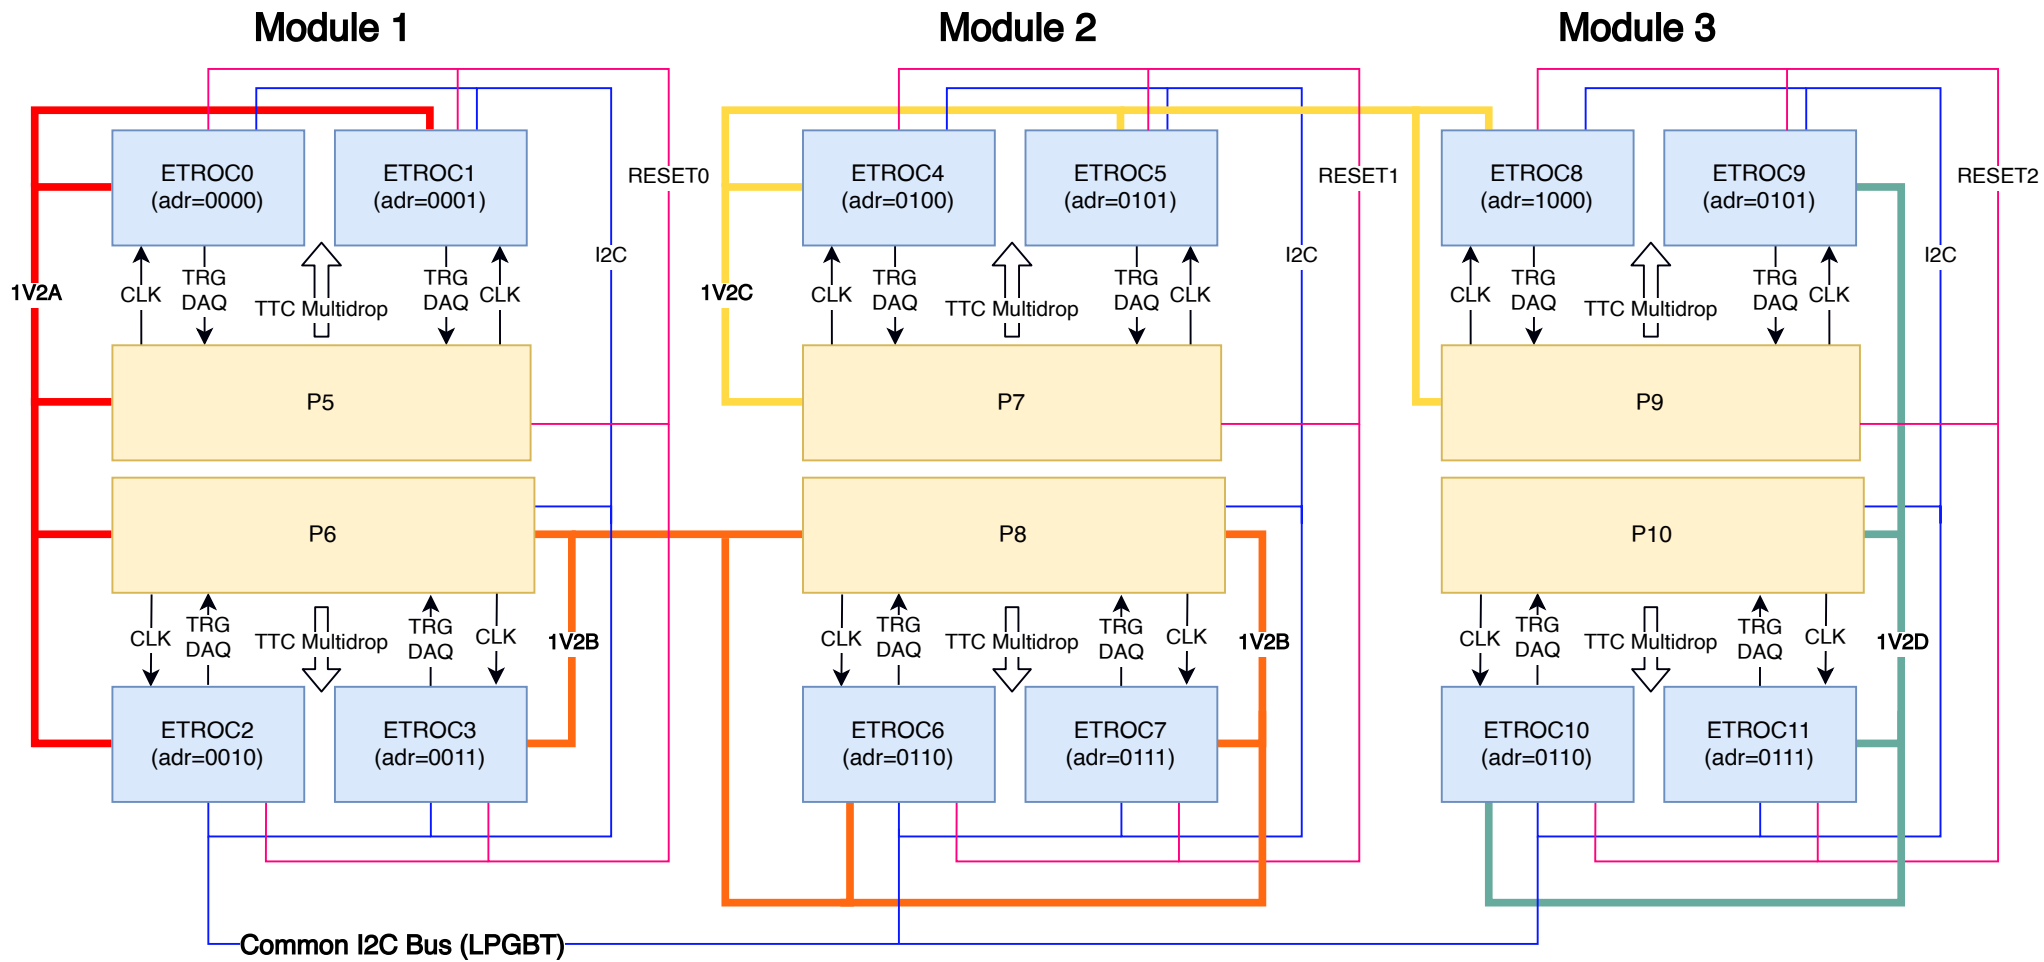 Module 1
Module 2
Module 3
ETROC0
(adr=0000)
ETROC1
(adr=0001)
RESET0
ETROC4
(adr=0100)
ETROC5
(adr=0101)
RESET1
ETROC8
(adr=1000)
ETROC9
(adr=0101)
RESET2
I2C
I2C
I2C
1V2A
CLK
TRG
DAQ
TTC Multidrop
TRG
DAQ
CLK
1V2C
CLK
TRG
DAQ
TTC Multidrop
TRG
DAQ
CLK
CLK
TRG
DAQ
TTC Multidrop
TRG
DAQ
CLK
P5
P7
P9
P6
P8
P10
CLK
TRG
DAQ
TTC Multidrop
TRG
DAQ
CLK
1V2B
CLK
TRG
DAQ
TTC Multidrop
TRG
DAQ
CLK
1V2B
CLK
TRG
DAQ
TTC Multidrop
TRG
DAQ
CLK
1V2D
ETROC2
(adr=0010)
ETROC3
(adr=0011)
ETROC6
(adr=0110)
ETROC7
(adr=0111)
ETROC10
(adr=0110)
ETROC11
(adr=0111)
Common I2C Bus (LPGBT)